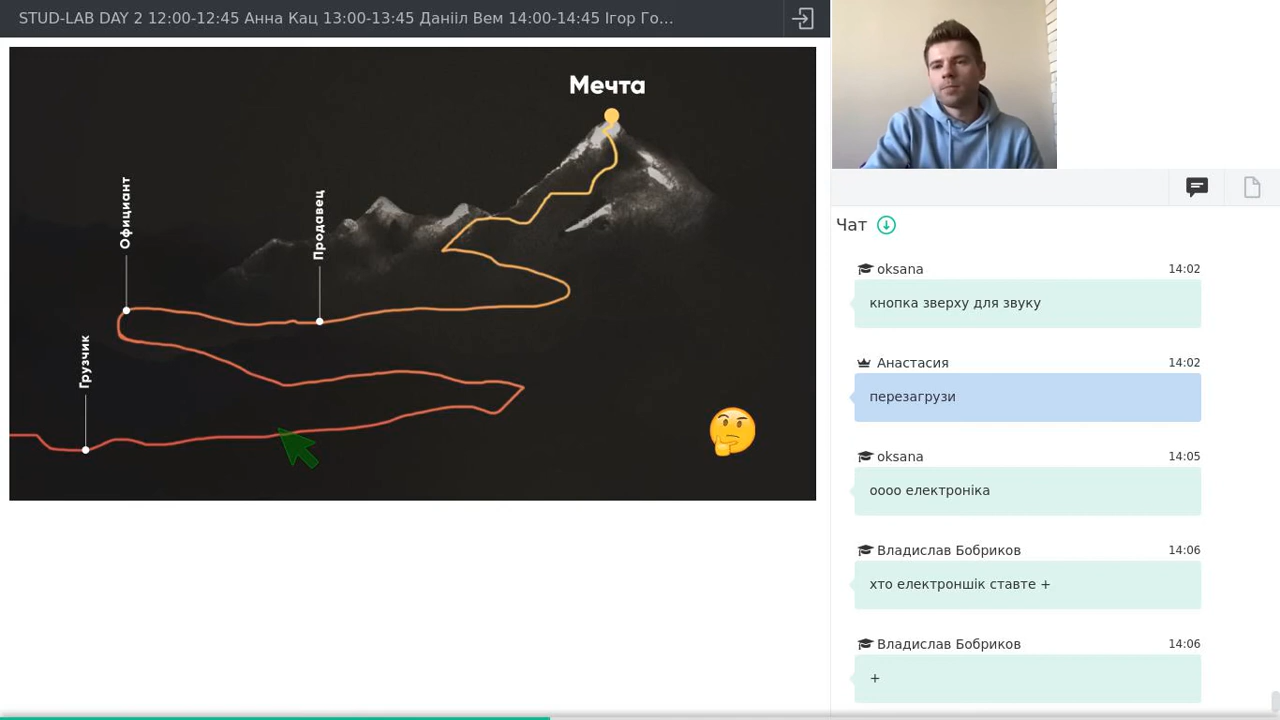 STUD-LAB DAY 2 12:00-12:45 Анна Кац 13:00-13:45 Данііл Вем 14:00-14:45 Ігор Го...
Мечта
Официант
Продавец
Грузчик
Чат
oksana 14:02
кнопка зверху для звуку
Анастасия 14:02
перезагрузи
oksana 14:05
оооо електроніка
Владислав Бобриков 14:06
хто електроншік ставте +
Владислав Бобриков 14:06
+